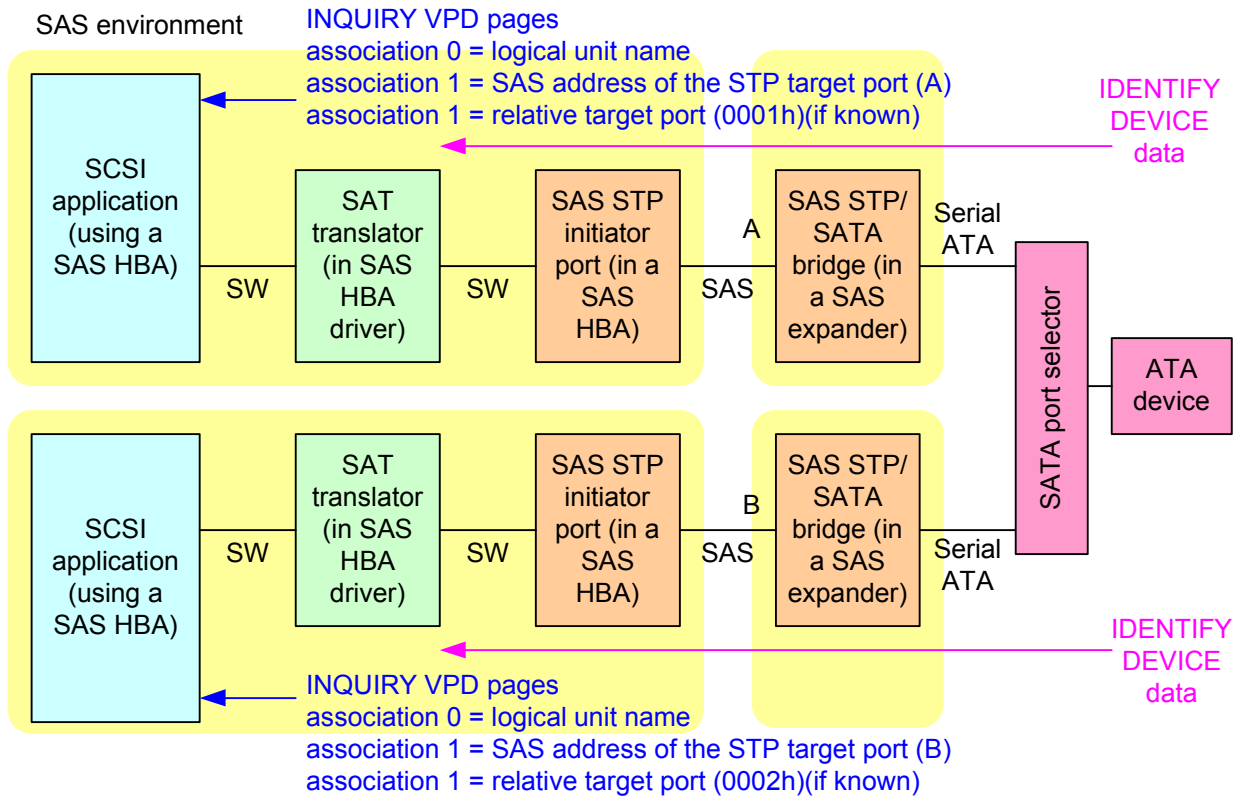 SAS environment
INQUIRY VPD pages
association 0 = logical unit name
association 1 = SAS address of the STP target port (A)
association 1 = relative target port (0001h)(if known)
IDENTIFY
DEVICE
data
SCSI
application
(using a
SAS HBA)
SW
SAT
translator
(in SAS
HBA
driver)
SW
SAS STP
initiator
port (in a
SAS
HBA)
A
SAS
SAS STP/
SATA
bridge (in
a SAS
expander)
Serial
ATA
SATA port selector
ATA
device
SCSI
application
(using a
SAS HBA)
SW
SAT
translator
(in SAS
HBA
driver)
SW
SAS STP
initiator
port (in a
SAS
HBA)
B
SAS
SAS STP/
SATA
bridge (in
a SAS
expander)
Serial
ATA
IDENTIFY
DEVICE
data
INQUIRY VPD pages
association 0 = logical unit name
association 1 = SAS address of the STP target port (B)
association 1 = relative target port (0002h)(if known)